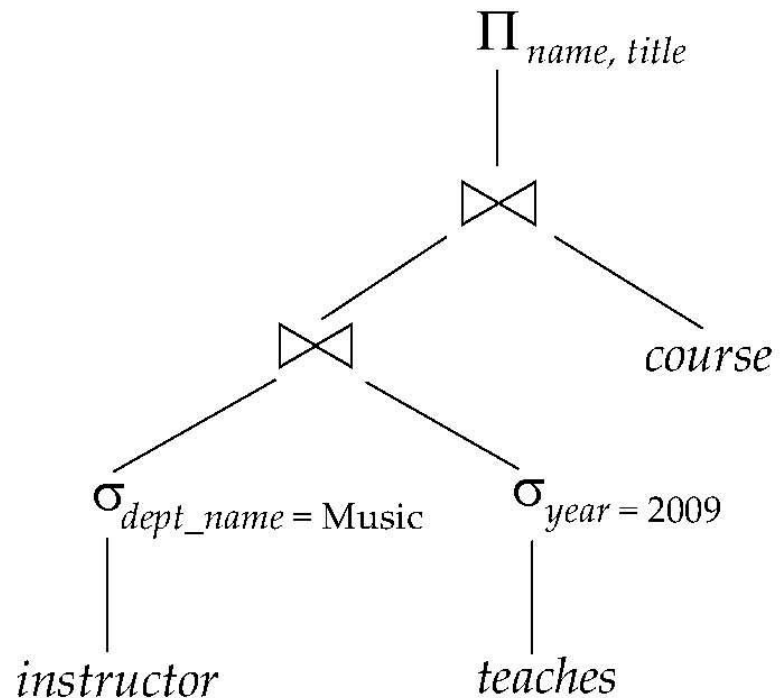 Π name, title
⋈
⋈
course
σ dept_name = Music
σ year = 2009
instructor
teaches